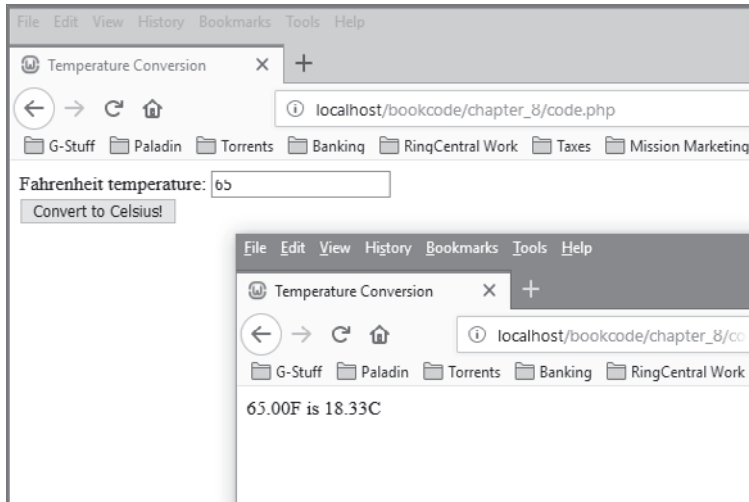 File Edit View History Bookmarks Tools Help
Temperature Conversion
localhost/bookcode/chapter_8/code.php
G-Stuff Paladin Torrents Banking RingCentral Work Taxes Mission Marketing
Fahrenheit temperature: 65
Convert to Celsius!
File Edit View History Bookmarks Tools Help
Temperature Conversion
localhost/bookcode/chapter_8/co
G-Stuff Paladin Torrents Banking RingCentral Work
65.00F is 18.33C